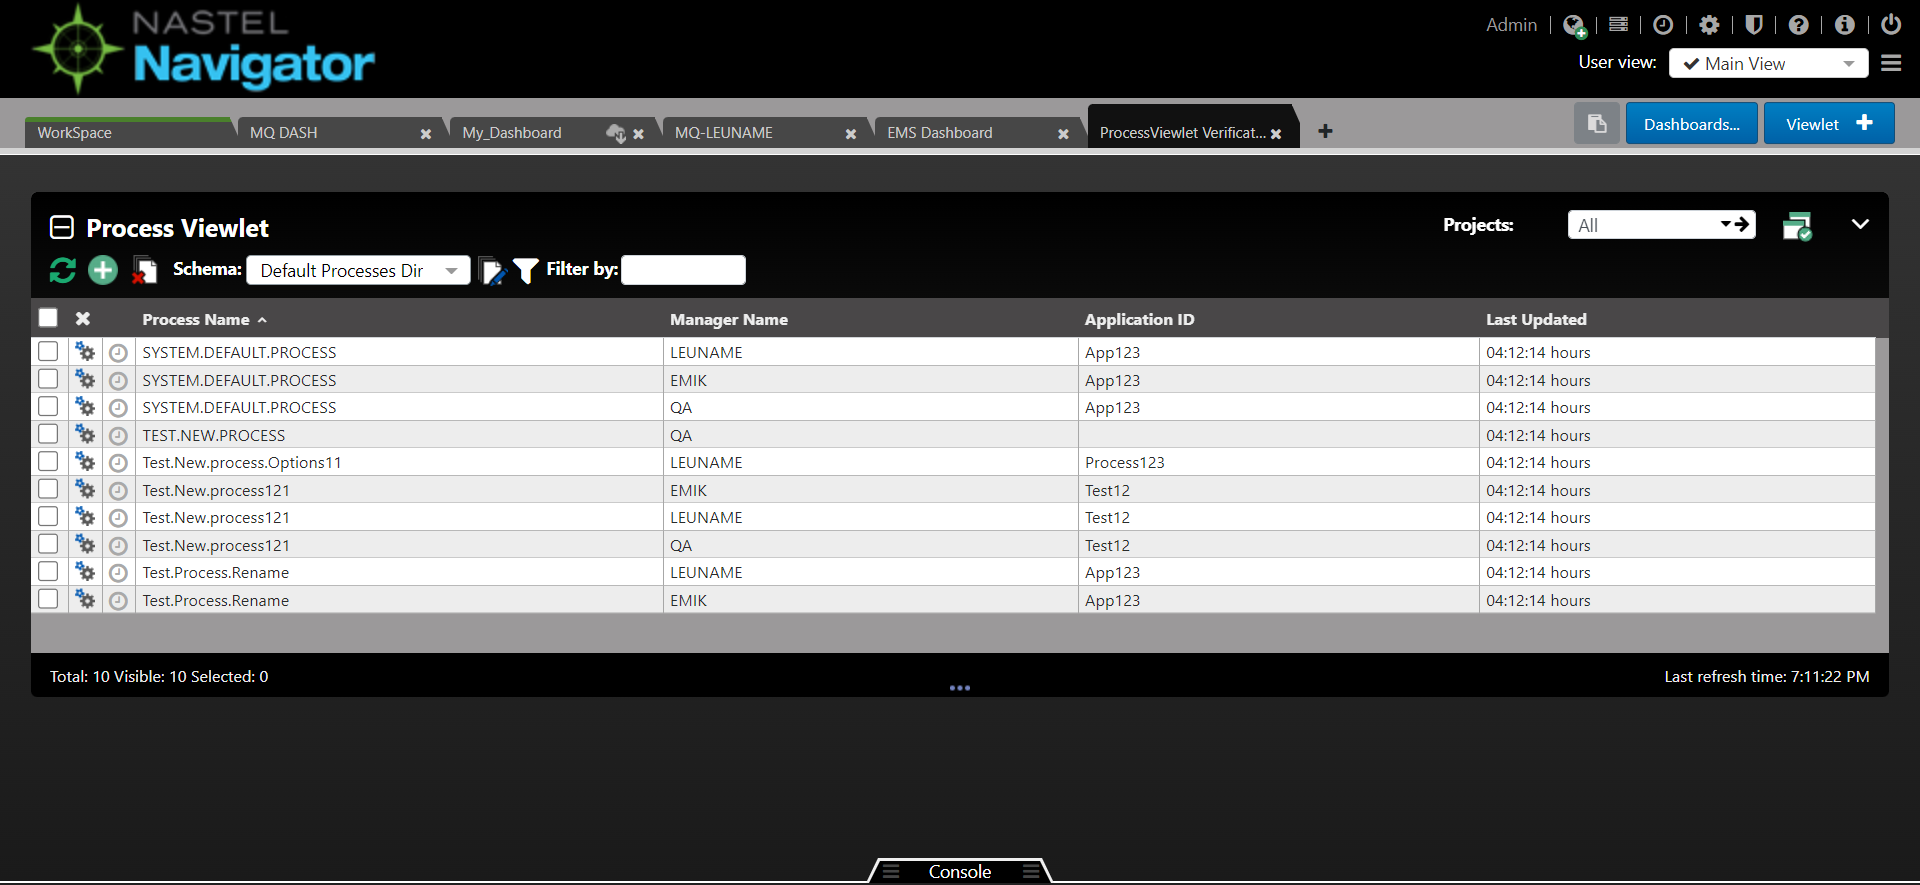 NASTEL
Navigator
Admin
User view: Main View
WorkSpace MQ DASH My_Dashboard MQ-LEUNAME EMS Dashboard ProcessViewlet Verificat... Dashboards... Viewlet
Process Viewlet Projects: All
Schema: Default Processes Dir Filter by:
Process Name Manager Name Application ID Last Updated
SYSTEM.DEFAULT.PROCESS LEUNAME App123 04:12:14 hours
SYSTEM.DEFAULT.PROCESS EMIK App123 04:12:14 hours
SYSTEM.DEFAULT.PROCESS QA App123 04:12:14 hours
TEST.NEW.PROCESS QA 04:12:14 hours
Test.New.process.Options11 LEUNAME Process123 04:12:14 hours
Test.New.process121 EMIK Test12 04:12:14 hours
Test.New.process121 LEUNAME Test12 04:12:14 hours
Test.New.process121 QA Test12 04:12:14 hours
Test.Process.Rename LEUNAME App123 04:12:14 hours
Test.Process.Rename EMIK App123 04:12:14 hours
Total: 10 Visible: 10 Selected: 0 Last refresh time: 7:11:22 PM
Console